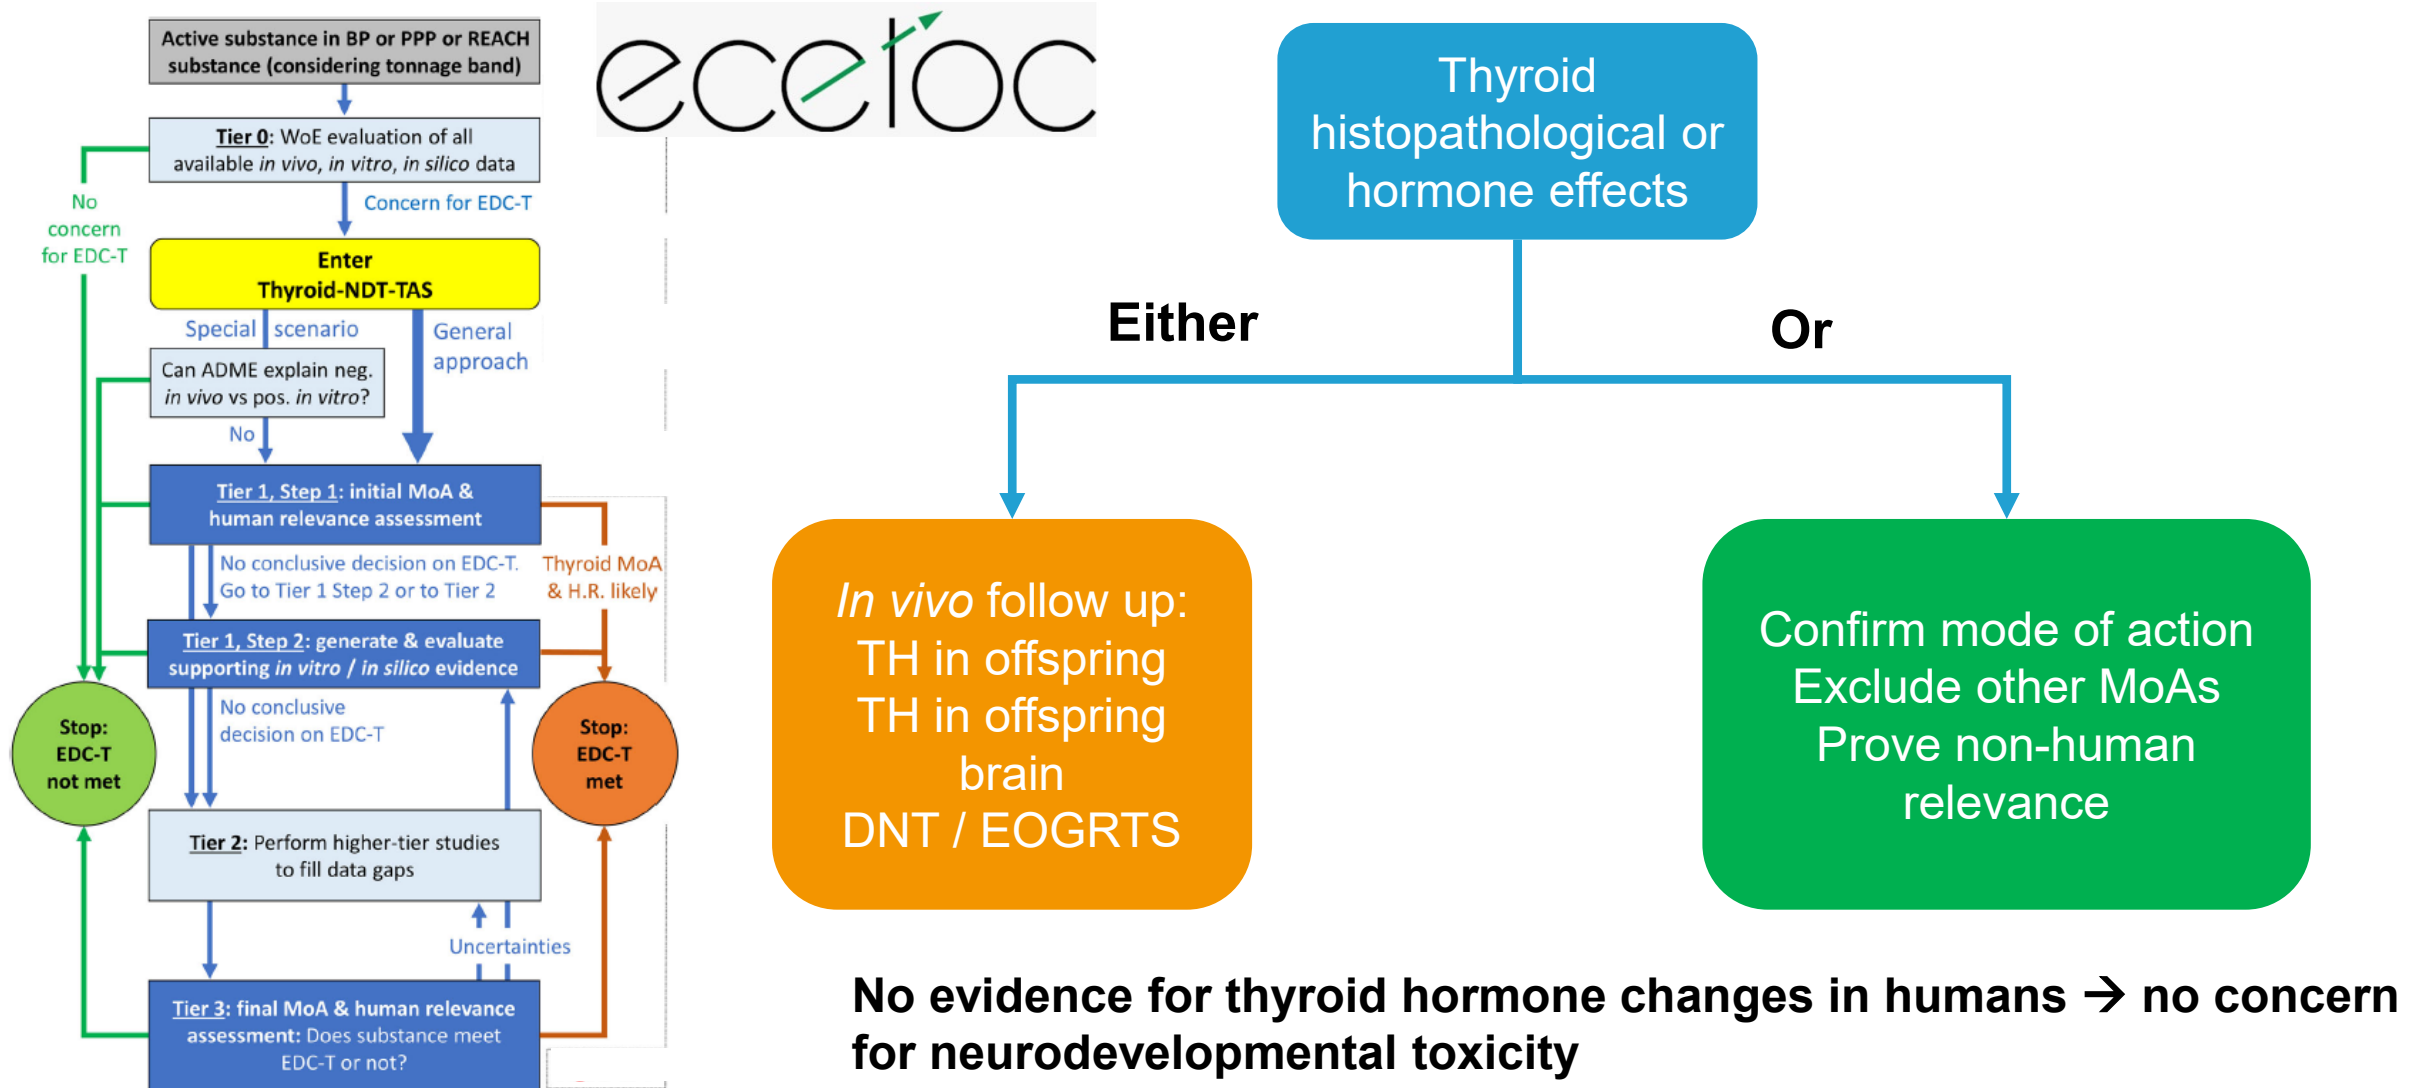 Active substance in BP or PPP or REACH
substance (considering tonnage band)
Tier 0: WoE evaluation of all
available in vivo, in vitro, in silico data
No
concern
for EDC-T
Concern for EDC-T
Enter
Thyroid-NDT-TAS
Special scenario
General
approach
Can ADME explain neg.
in vivo vs pos. in vitro?
No
Tier 1, Step 1: initial MoA &
human relevance assessment
No conclusive decision on EDC-T.
Go to Tier 1 Step 2 or to Tier 2
Thyroid MoA
& H.R. likely
Tier 1, Step 2: generate & evaluate
supporting in vitro / in silico evidence
Stop:
EDC-T
not met
No conclusive
decision on EDC-T
Stop:
EDC-T
met
Tier 2: Perform higher-tier studies
to fill data gaps
Uncertainties
Tier 3: final MoA & human relevance
assessment: Does substance meet
EDC-T or not?
ecetoc
Thyroid
histopathological or
hormone effects
Either
Or
In vivo follow up:
TH in offspring
TH in offspring
brain
DNT / EOGRTS
Confirm mode of action
Exclude other MoAs
Prove non-human
relevance
No evidence for thyroid hormone changes in humans → no concern
for neurodevelopmental toxicity